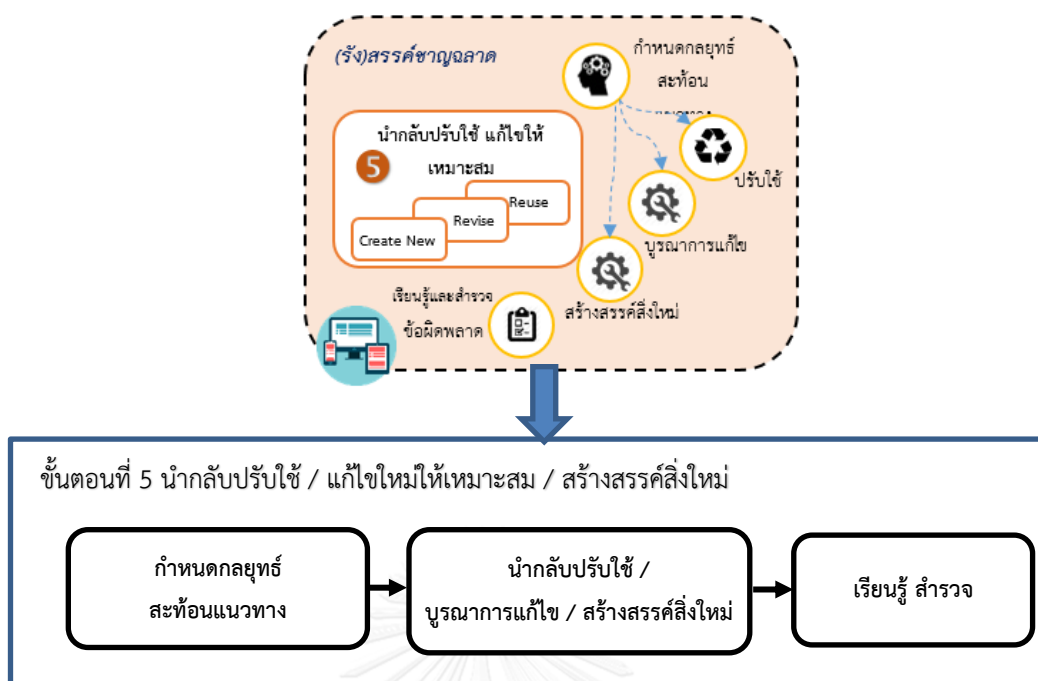 (รัง)สรรค์ชาญฉลาด
กำหนดกลยุทธ์
สะท้อน
นำกลับปรับใช้ แก้ไขให้
5
เหมาะสม
Reuse
Revise
Create New
ปรับใช้
บูรณาการแก้ไข
สร้างสรรค์สิ่งใหม่
เรียนรู้และสำรวจ
ข้อผิดพลาด
ขั้นตอนที่ 5 นำกลับปรับใช้ / แก้ไขใหม่ให้เหมาะสม / สร้างสรรค์สิ่งใหม่
กำหนดกลยุทธ์
สะท้อนแนวทาง
นำกลับปรับใช้ /
บูรณาการแก้ไข / สร้างสรรค์สิ่งใหม่
เรียนรู้ สำรวจ